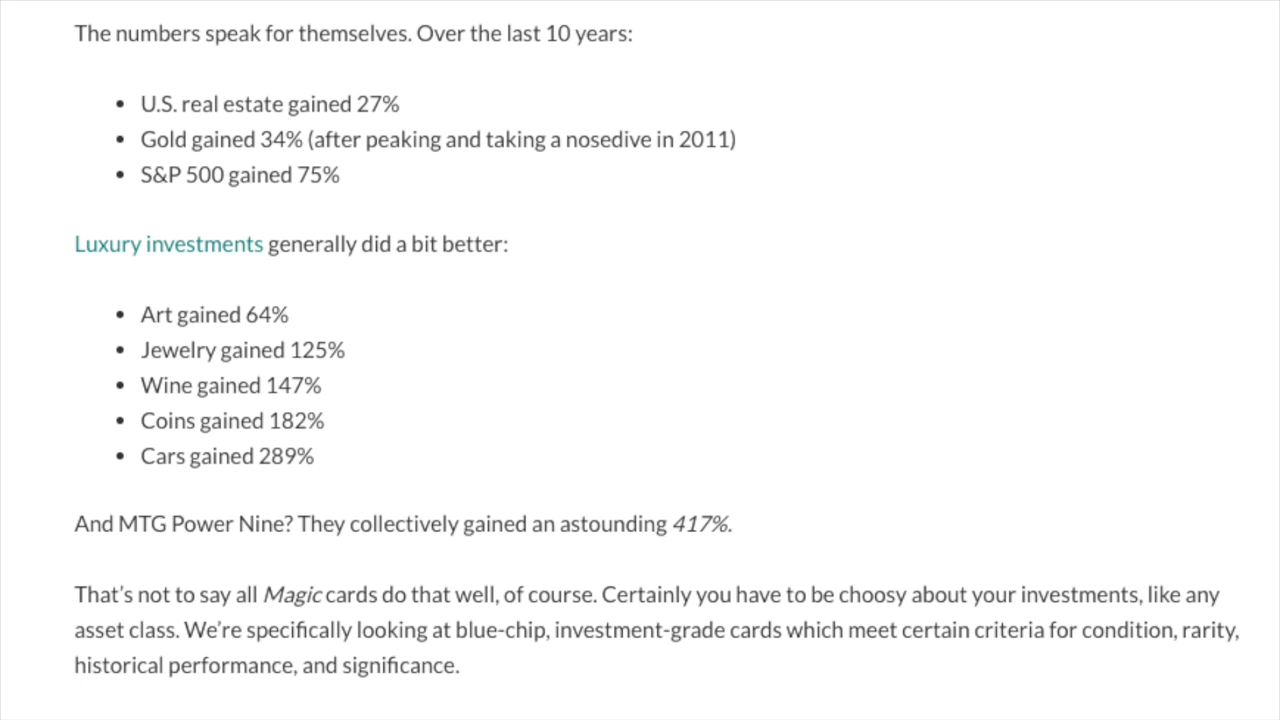 The numbers speak for themselves. Over the last 10 years:
• U.S. real estate gained 27%
• Gold gained 34% (after peaking and taking a nosedive in 2011)
• S&P 500 gained 75%
Luxury investments generally did a bit better:
• Art gained 64%
• Jewelry gained 125%
• Wine gained 147%
• Coins gained 182%
• Cars gained 289%
And MTG Power Nine? They collectively gained an astounding 417%.
That's not to say all Magic cards do that well, of course. Certainly you have to be choosy about your investments, like any
asset class. We're specifically looking at blue-chip, investment-grade cards which meet certain criteria for condition, rarity,
historical performance, and significance.